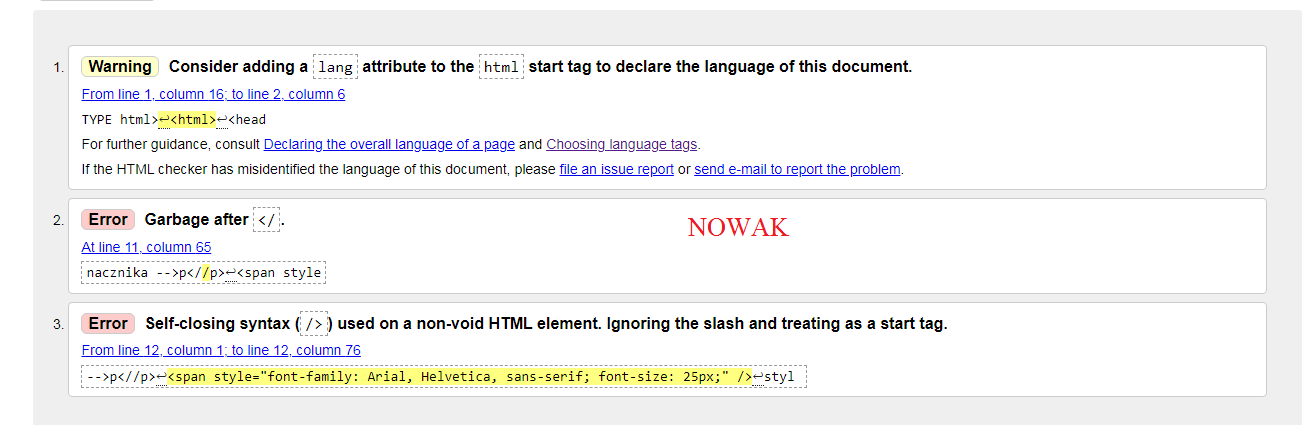 1. Warning Consider adding a lang attribute to the html start tag to declare the language of this document.
From line 1, column 16; to line 2, column 6
TYPE html>↩<html>↩<head
For further guidance, consult Declaring the overall language of a page and Choosing language tags.
If the HTML checker has misidentified the language of this document, please file an issue report or send e-mail to report the problem.
2. Error Garbage after </.
NOWAK
At line 11, column 65
nacznika -->p<//p>↩<span style
3. Error Self-closing syntax (/>) used on a non-void HTML element. Ignoring the slash and treating as a start tag.
From line 12, column 1; to line 12, column 76
-->p<//p>↩<span style="font-family: Arial, Helvetica, sans-serif; font-size: 25px;" />↩styl